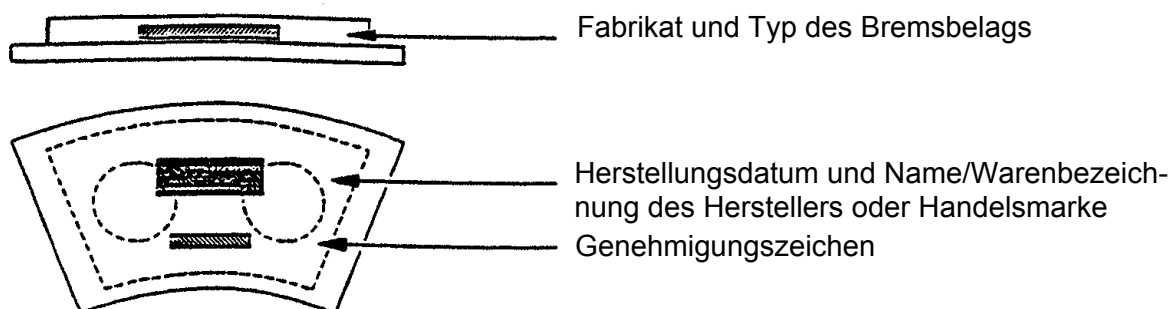 Fabrikat und Typ des Bremsbelags
Herstellungsdatum und Name/Warenbezeich-
nung des Herstellers oder Handelsmarke
Genehmigungszeichen